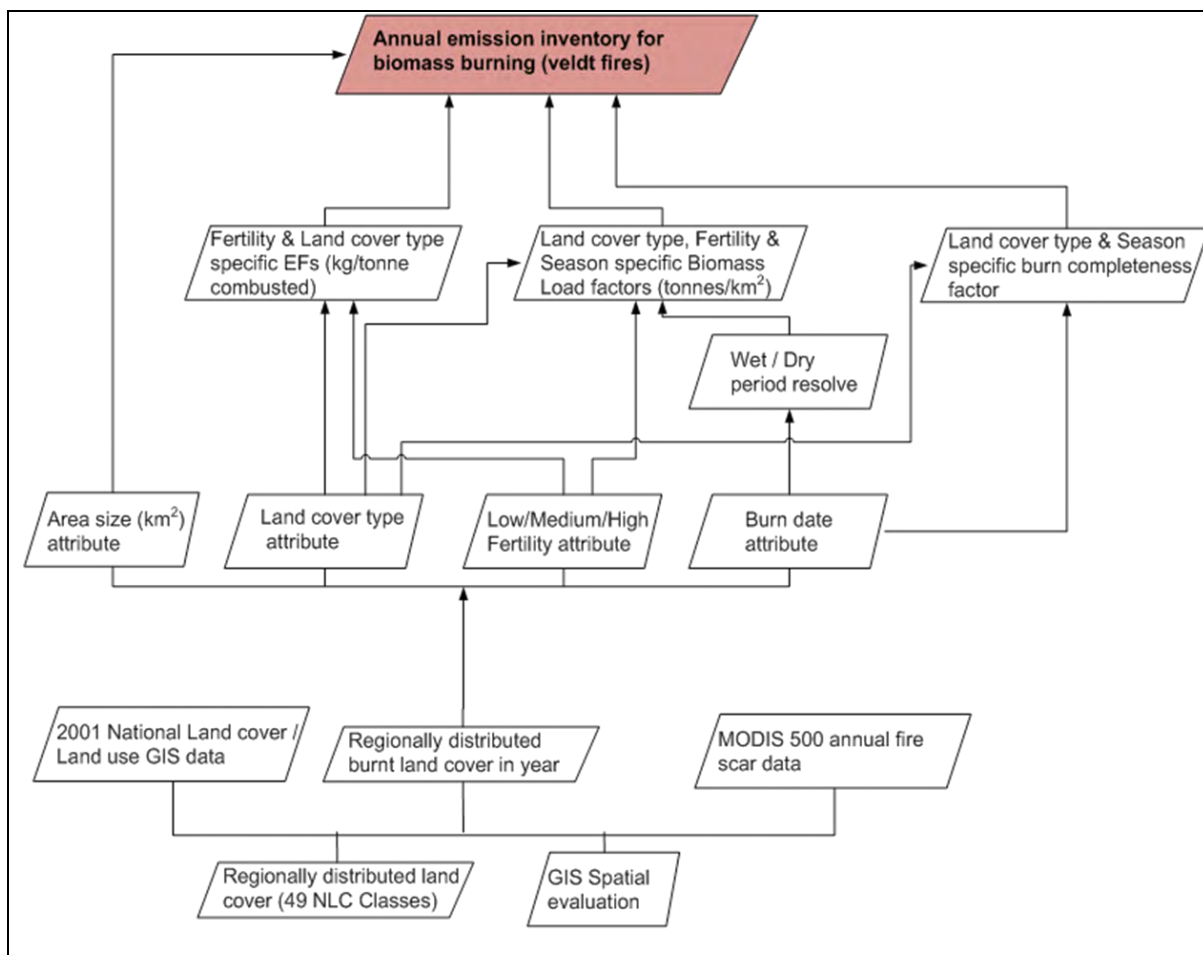 Annual emission inventory for
biomass burning (veldt fires)
Fertility & Land cover type
specific EFs (kg/tonne
combusted)
Land cover type, Fertility &
Season specific Biomass
Load factors (tonnes/km²)
Land cover type & Season
specific burn completeness
factor
Wet / Dry
period resolve
Area size (km²)
attribute
Land cover type
attribute
Low/Medium/High
Fertility attribute
Burn date
attribute
2001 National Land cover /
Land use GIS data
Regionally distributed
burnt land cover in year
MODIS 500 annual fire
scar data
Regionally distributed land
cover (49 NLC Classes)
GIS Spatial
evaluation